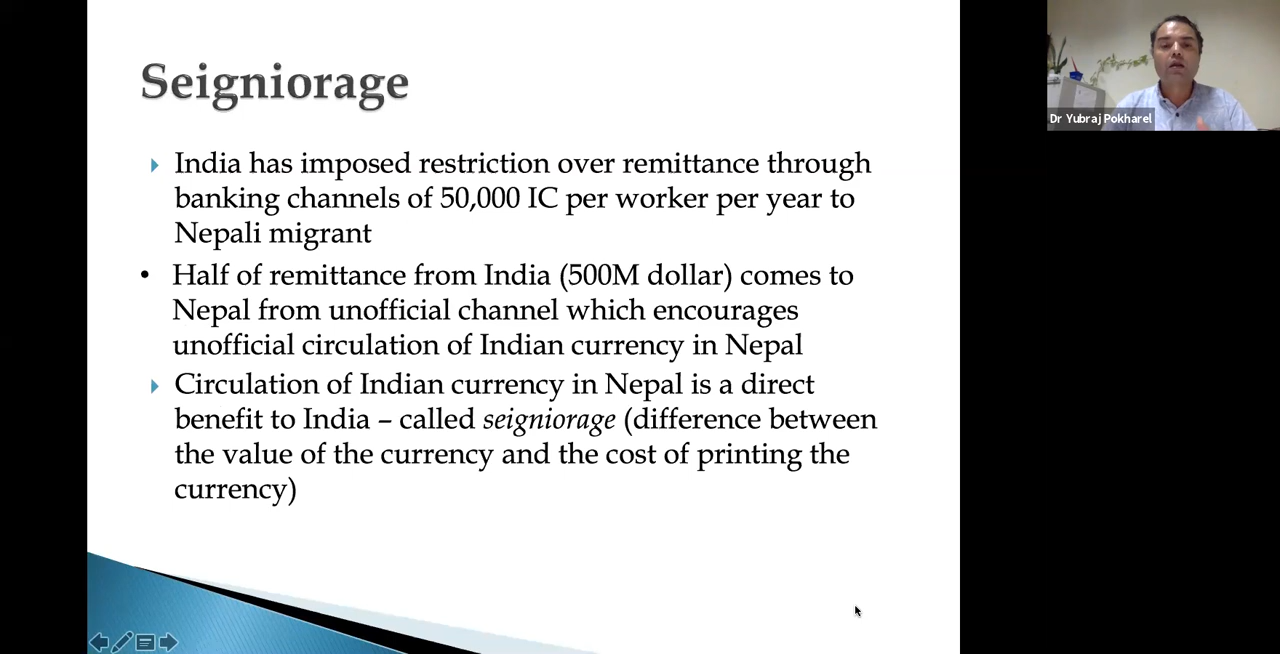 Seigniorage
India has imposed restriction over remittance through
banking channels of 50,000 IC per worker per year to
Nepali migrant
• Half of remittance from India (500M dollar) comes to
Nepal from unofficial channel which encourages
unofficial circulation of Indian currency in Nepal
Circulation of Indian currency in Nepal is a direct
benefit to India – called seigniorage (difference between
the value of the currency and the cost of printing the
currency)
Dr Yubraj Pokharel